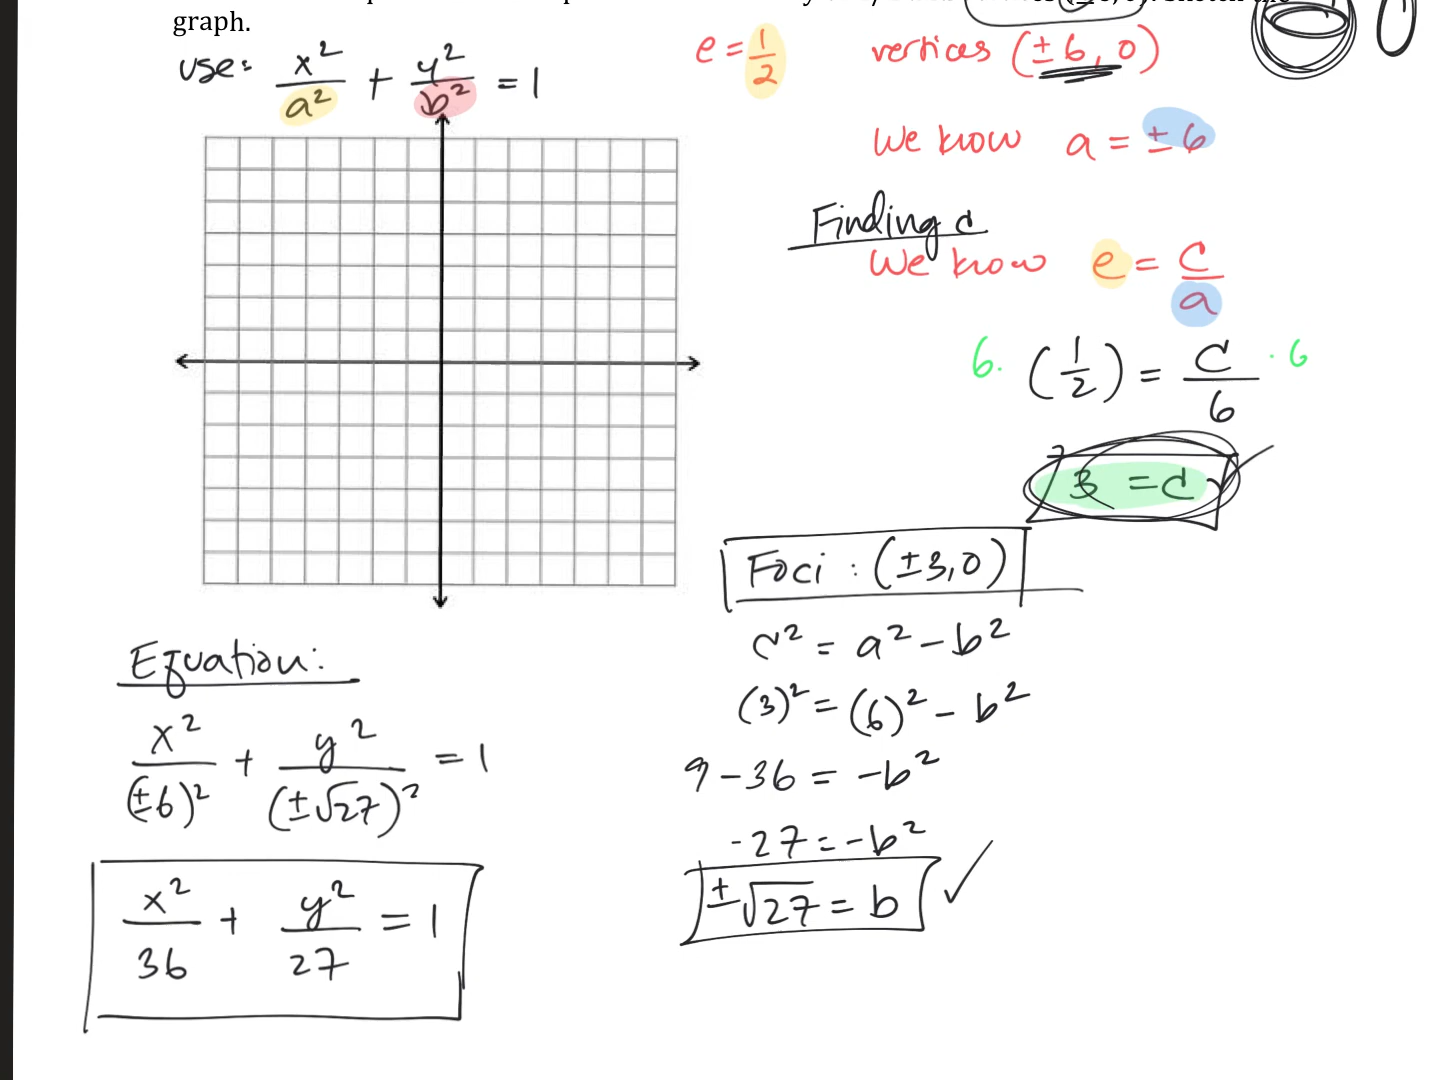 graph.
use: x²/a² + y²/b² = 1
e = 1/2
vertices (±6, 0)
We know a = ±6
Finding c
We know e = c/a
6. (1/2) = c/6 · 6
3 = c
Foci : (±3,0)
c² = a² - b²
(3)² = (6)² - b²
9 - 36 = -b²
-27 = -b²
±√27 = b
Equation:
x²/(±6)² + y²/(±√27)² = 1
x²/36 + y²/27 = 1